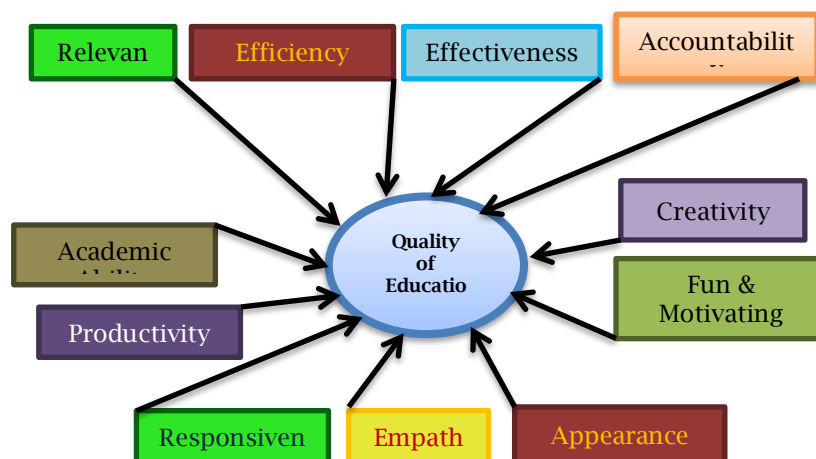 Relevan
Efficiency
Effectiveness
Accountabilit
Creativity
Quality
of
Educatio
Academic
Fun &
Motivating
Productivity
Responsiven
Empath
Appearance